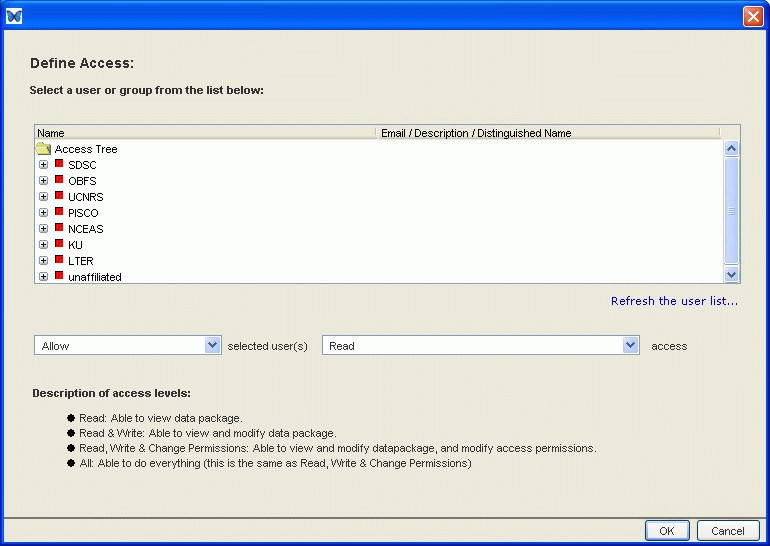 Define Access:
Select a user or group from the list below:
Name Email / Description / Distinguished Name
Access Tree
SDSC
OBFS
UCNRS
PISCO
NCEAS
KU
LTER
unaffiliated
Refresh the user list...
Allow selected user(s) Read access
Description of access levels:
Read: Able to view data package.
Read & Write: Able to view and modify data package.
Read, Write & Change Permissions: Able to view and modify datapackage, and modify access permissions.
All: Able to do everything (this is the same as Read, Write & Change Permissions)
OK Cancel